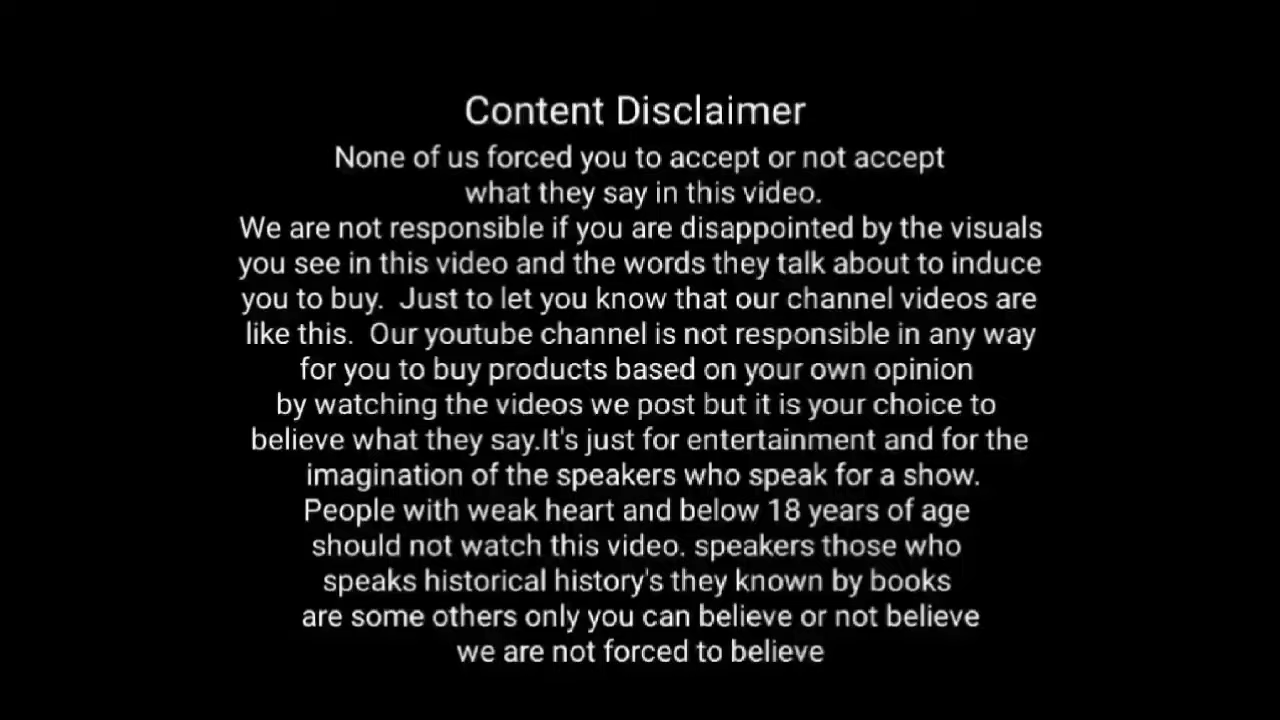 Content Disclaimer
None of us forced you to accept or not accept
what they say in this video.
We are not responsible if you are disappointed by the visuals
you see in this video and the words they talk about to induce
you to buy.  Just to let you know that our channel videos are
like this.  Our youtube channel is not responsible in any way
for you to buy products based on your own opinion
by watching the videos we post but it is your choice to
believe what they say.It's just for entertainment and for the
imagination of the speakers who speak for a show.
People with weak heart and below 18 years of age
should not watch this video. speakers those who
speaks historical history's they known by books
are some others only you can believe or not believe
we are not forced to believe